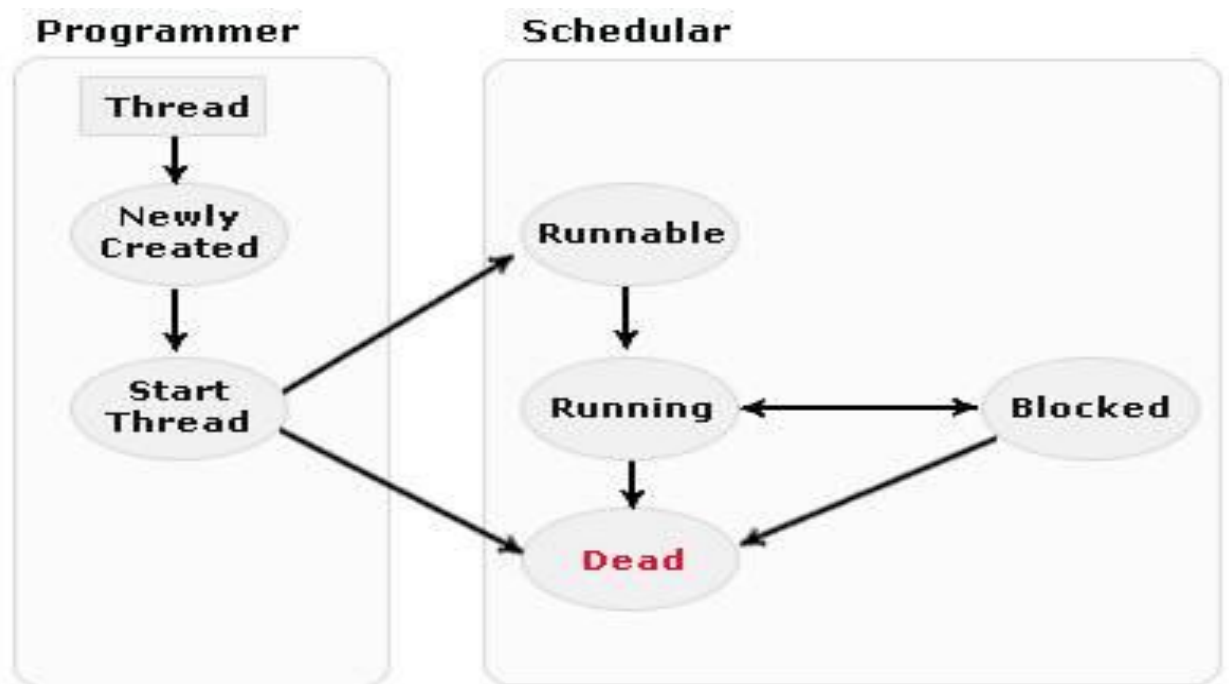 Programmer
Schedular
Thread
Newly
Created
Start
Thread
Runnable
Running
Blocked
Dead